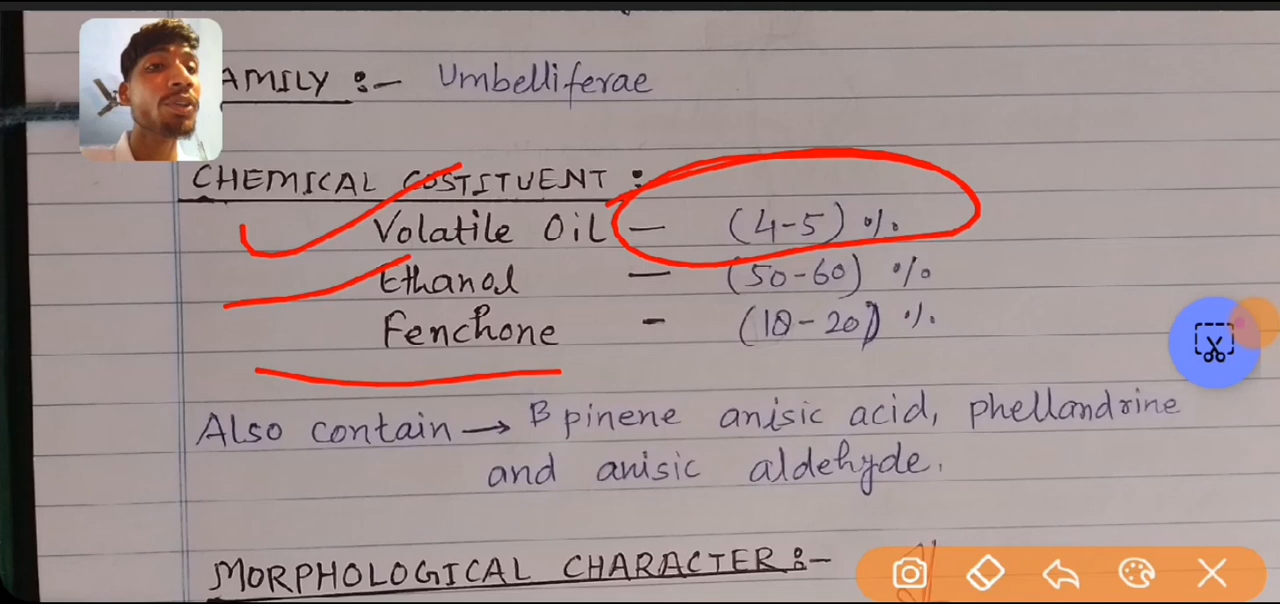 AMILY :- Umbelliferae
CHEMICAL COSTITUENT :
Volatile Oil — (4-5) %
Ethanol — (50-60) %
Fenchone - (18-20) %
Also contain → B pinene anisic acid, phellandrine
and anisic aldehyde.
MORPHOLOGICAL CHARACTER :-